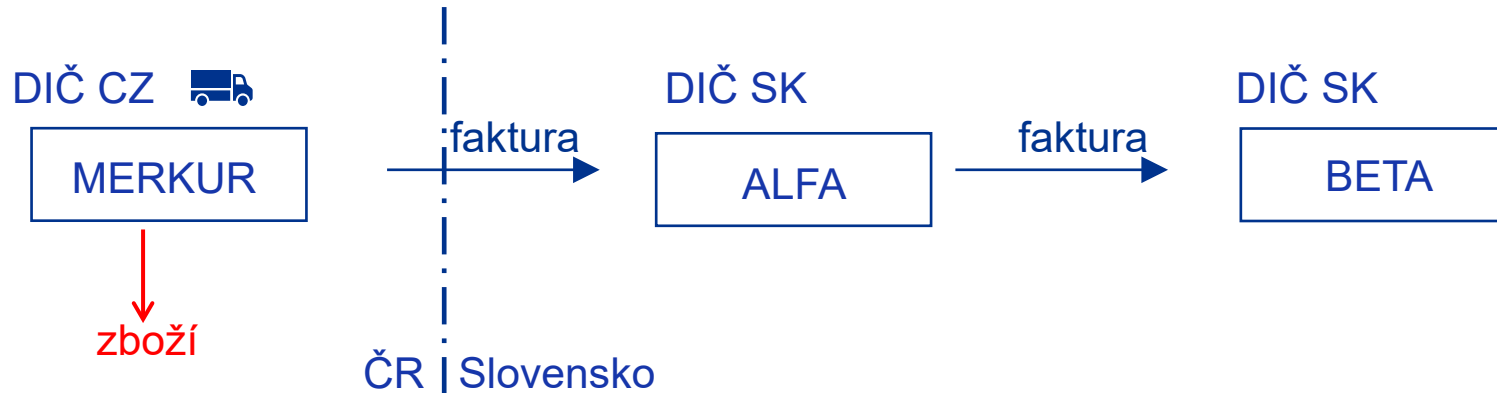 DIČ CZ
DIČ SK
DIČ SK
faktura
faktura
MERKUR
ALFA
BETA
zboží
ČR
Slovensko